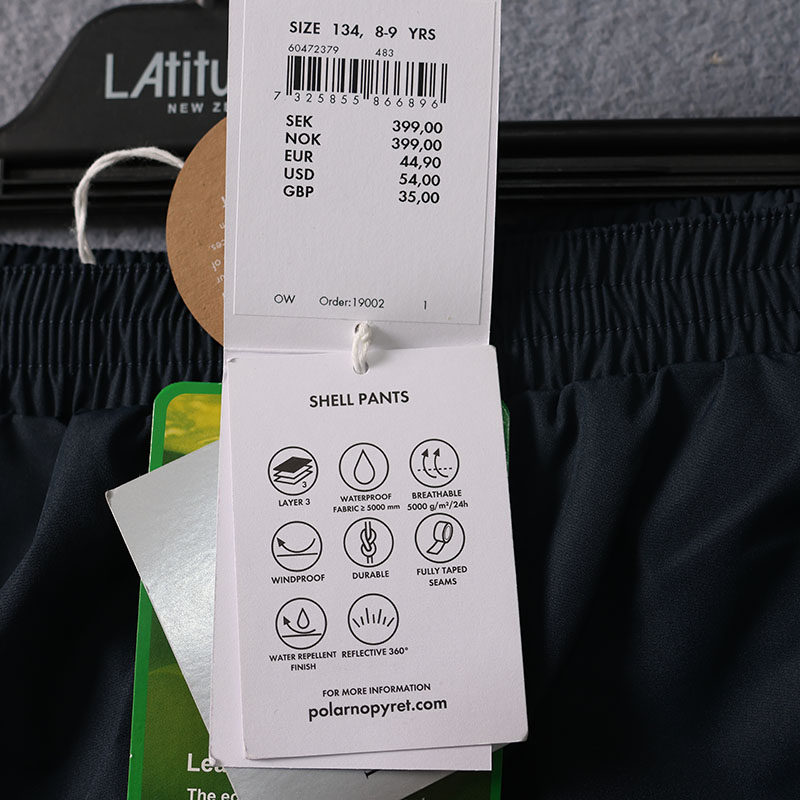 SIZE 134, 8-9 YRS
60472379 483
7 325855 866896
SEK 399,00
NOK 399,00
EUR 44,90
USD 54,00
GBP 35,00
OW Order:19002 1
LAtitu
NEW ZE
SHELL PANTS
3
LAYER 3
WATERPROOF
FABRIC ≥ 5000 mm
BREATHABLE
5000 g/m²/24h
WINDPROOF
DURABLE
FULLY TAPED
SEAMS
WATER REPELLENT
FINISH
REFLECTIVE 360°
FOR MORE INFORMATION
polarnopyret.com
Lea
The ec